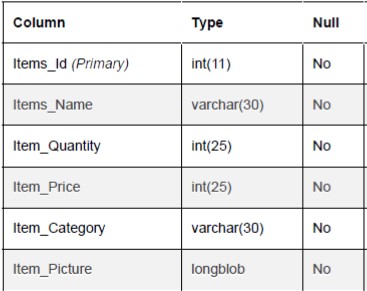 Column Type Null
Items_Id (Primary) int(11) No
Items_Name varchar(30) No
Item_Quantity int(25) No
Item_Price int(25) No
Item_Category varchar(30) No
Item_Picture longblob No